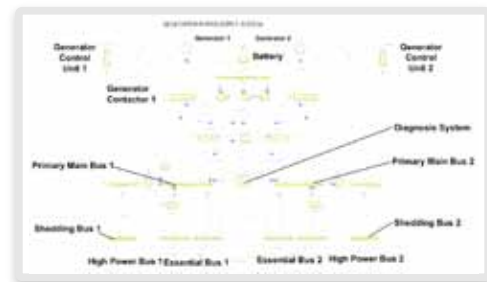 Generator 1
Generator 2
Battery
Generator
Control
Unit 1
Generator
Control
Unit 2
Generator
Contactor 1
Diagnosis System
Primary Main Bus 1
Primary Main Bus 2
Shedding Bus 1
Shedding Bus 2
High Power Bus 1
Essential Bus 1
Essential Bus 2
High Power Bus 2